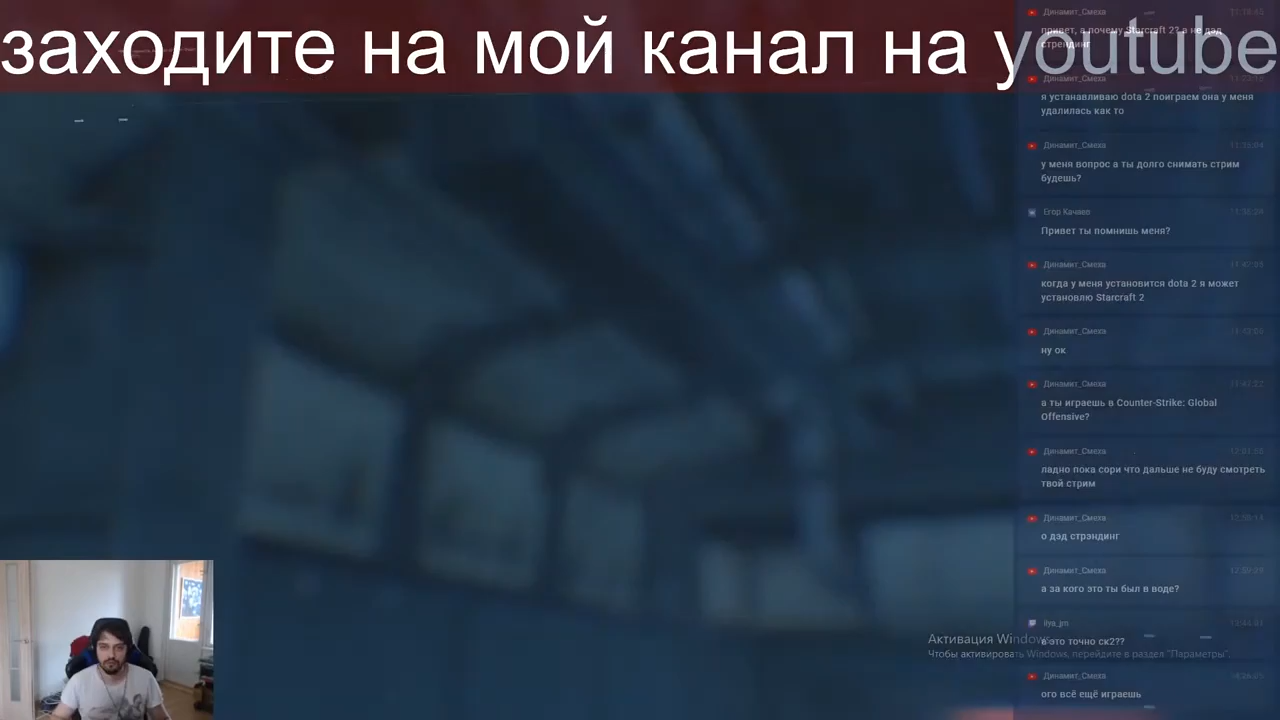 заходите на мой канал на youtube
Динамит_Смеха
привет, а почему Starcraft 2? а не дэд
стрендинг
Динамит_Смеха
я устанавливаю dota 2 поиграем она у меня
удалилась как то
Динамит_Смеха
у меня вопрос а ты долго снимать стрим
будешь?
Егор Качаев
Привет ты помнишь меня?
Динамит_Смеха
когда у меня установится dota 2 я может
установлю Starcraft 2
Динамит_Смеха
ну ок
Динамит_Смеха
а ты играешь в Counter-Strike: Global
Offensive?
Динамит_Смеха
ладно пока сори что дальше не буду смотреть
твой стрим
Динамит_Смеха
о дэд стрэндинг
Динамит_Смеха
а за кого это ты был в воде?
ilya_jm
а это точно ск2??
Активация Windows
Чтобы активировать Windows, перейдите в раздел "Параметры".
Динамит_Смеха
ого всё ещё играешь